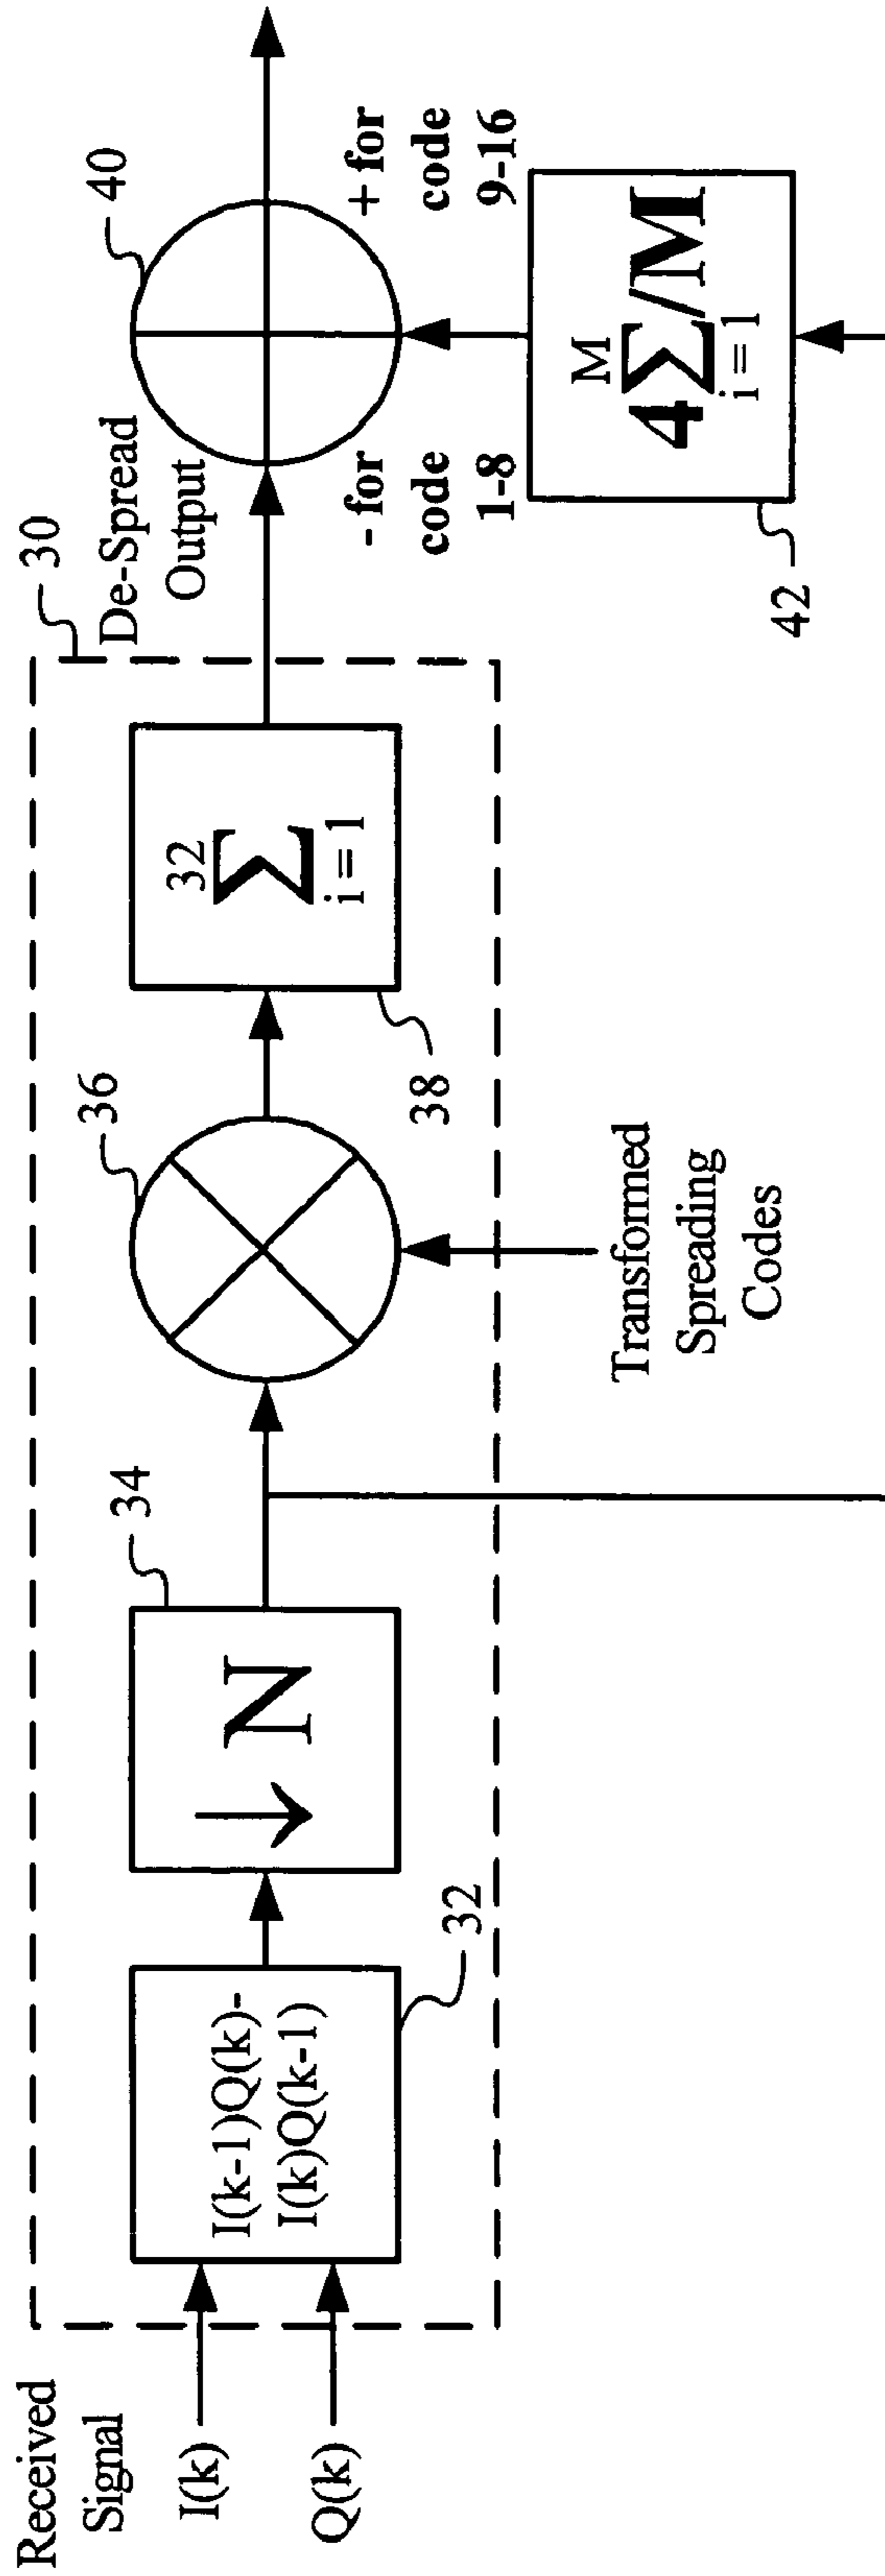 Received
Signal
I(k)
Q(k)
I(k-1)Q(k)-
I(k)Q(k-1)
32
↓ N
34
36
Transformed
Spreading
Codes
32
Σ
i = 1
38
30
De-Spread
Output
40
- for
code
1-8
+ for
code
9-16
M
4Σ/M
i = 1
42